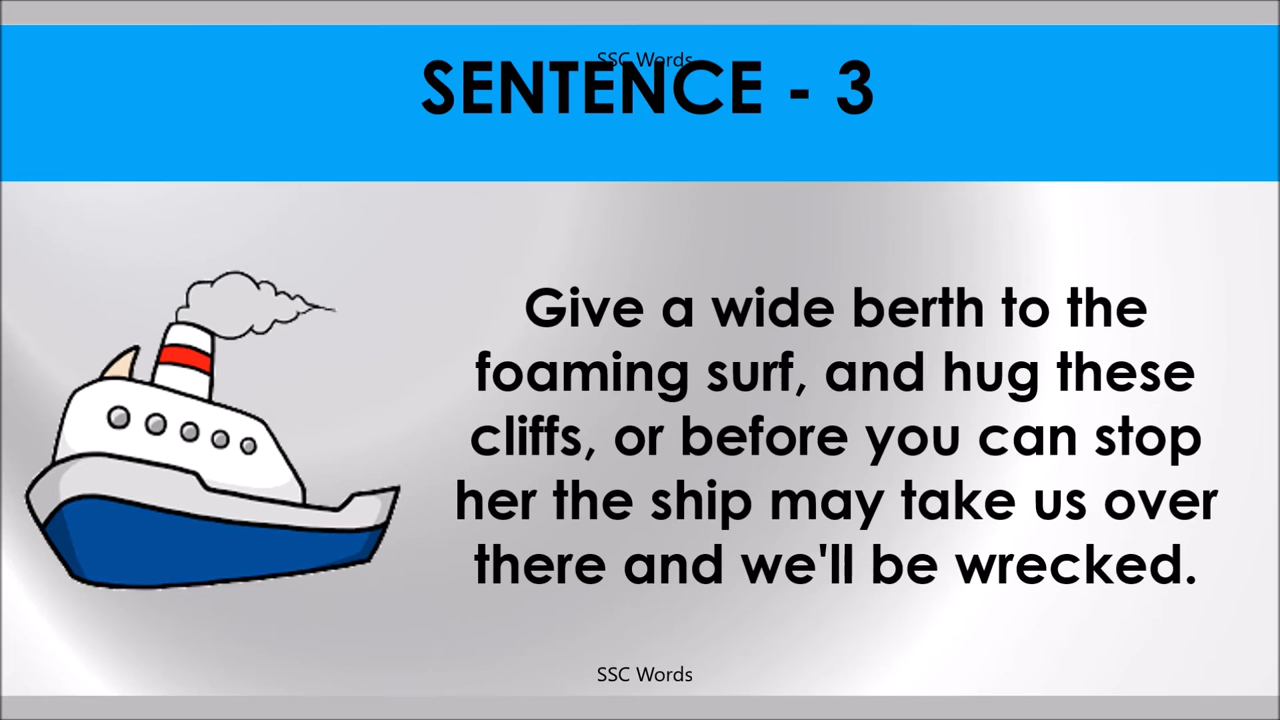 SSC Words
SENTENCE - 3
Give a wide berth to the
foaming surf, and hug these
cliffs, or before you can stop
her the ship may take us over
there and we'll be wrecked.
SSC Words